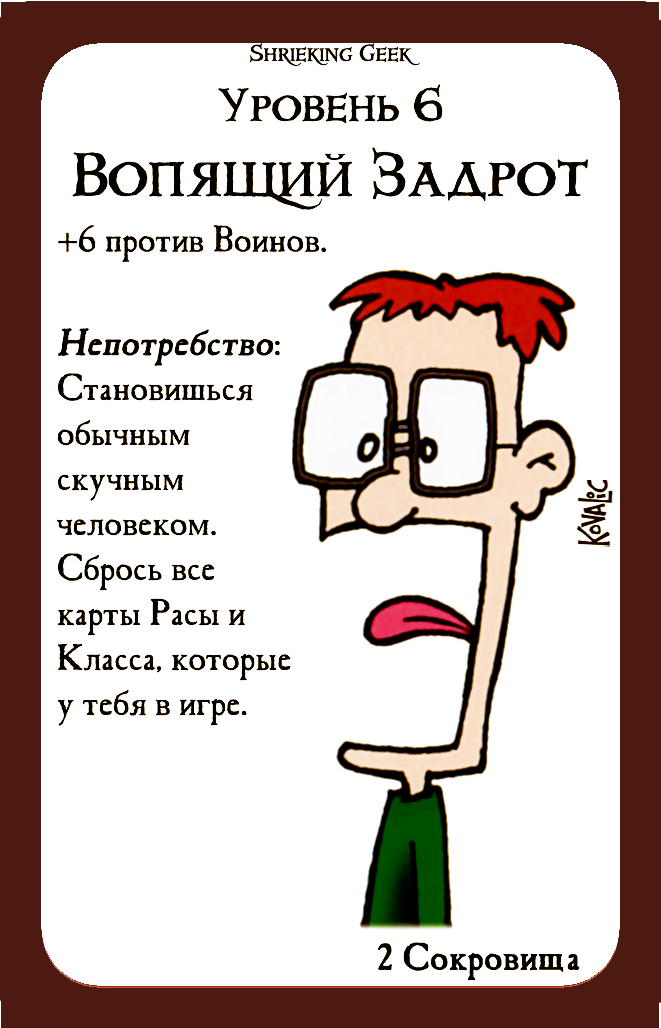 Shrieking Geek
Уровень 6
Вопящий Задрот
+6 против Воинов.
Непотребство:
Становишься
обычным
скучным
человеком.
Сбрось все
карты Расы и
Класса, которые
у тебя в игре.
Kovalic
2 Сокровища